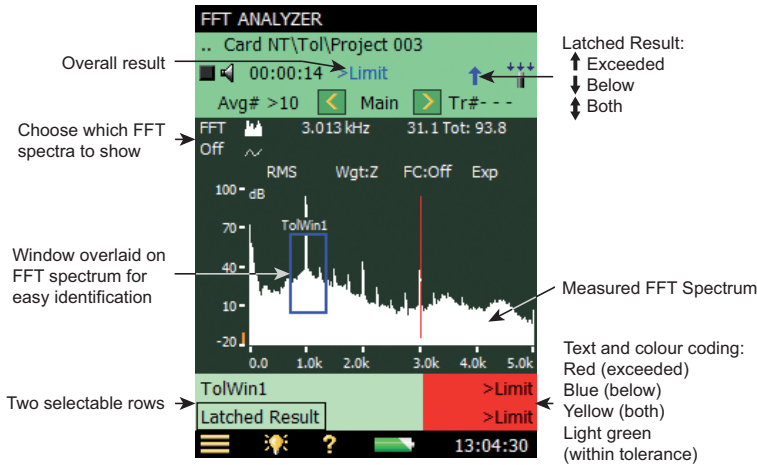 FFT ANALYZER
.. Card NT\Tol\Project 003
Overall result
00:00:14 >Limit
Latched Result:
Exceeded
Below
Both
Avg# >10 < Main > Tr#- - -
Choose which FFT
spectra to show
FFT 3.013 kHz 31.1 Tot: 93.8
Off
RMS Wgt:Z FC:Off Exp
100
dB
70
TolWin1
Window overlaid on
FFT spectrum for
easy identification
40
10
-20
Measured FFT Spectrum
0.0 1.0k 2.0k 3.0k 4.0k 5.0k
Text and colour coding:
Red (exceeded)
Blue (below)
Yellow (both)
Light green
(within tolerance)
Two selectable rows
TolWin1 >Limit
Latched Result >Limit
? 13:04:30